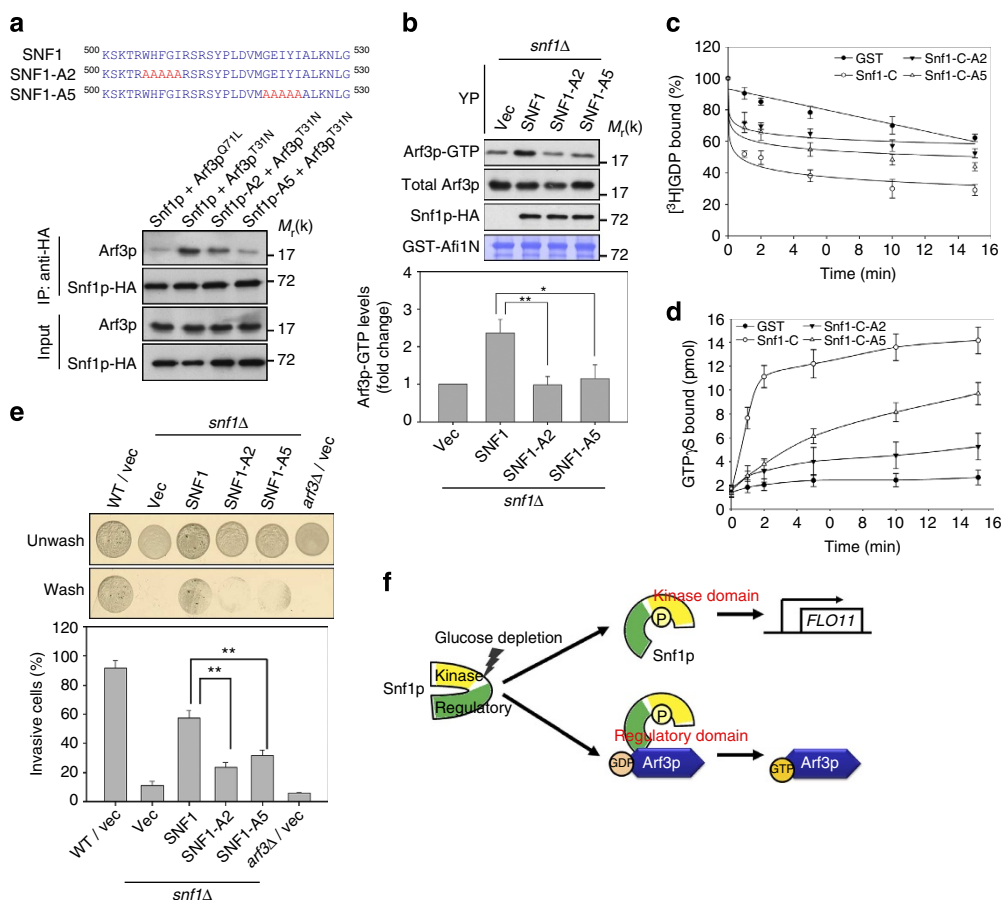 a
SNF1 500 KSKTRWHFGIRSRSYPLDVMGEIYIALKNLG 530
SNF1-A2 500 KSKTRAAAAARSRSYPLDVMGEIYIALKNLG 530
SNF1-A5 500 KSKTRWHFGIRSRSYPLDVMAAAAALKNLG 530
Snf1p + Arf3pQ71L
Snf1p + Arf3pT31N
Snf1p-A2 + Arf3pT31N
Snf1p-A5 + Arf3pT31N
Mr(k)
IP: anti-HA
Arf3p
17
Snf1p-HA
72
Input
Arf3p
17
Snf1p-HA
72
b
snf1Δ
YP
Vec
SNF1
SNF1-A2
SNF1-A5
Mr(k)
Arf3p-GTP
17
Total Arf3p
17
Snf1p-HA
72
GST-Afi1N
72
Arf3p-GTP levels
(fold change)
4
3
2
1
0
**
*
Vec
SNF1
SNF1-A2
SNF1-A5
snf1Δ
c
GST
Snf1-C-A2
Snf1-C
Snf1-C-A5
[3H]GDP bound (%)
120
100
80
60
40
20
0
0 2 4 6 8 10 12 14 16
Time (min)
d
GST
Snf1-C-A2
Snf1-C
Snf1-C-A5
GTPγS bound (pmol)
16
14
12
10
8
6
4
2
0
0 2 4 6 0 10 12 14 16
Time (min)
e
snf1Δ
WT / vec
Vec
SNF1
SNF1-A2
SNF1-A5
arf3Δ / vec
Unwash
Wash
Invasive cells (%)
120
100
80
60
40
20
0
**
**
WT / vec
Vec
SNF1
SNF1-A2
SNF1-A5
arf3Δ / vec
snf1Δ
f
Glucose depletion
Snf1p
Kinase
Regulatory
Kinase domain
P
Snf1p
FLO11
P
Regulatory domain
GDP
Arf3p
GTP
Arf3p